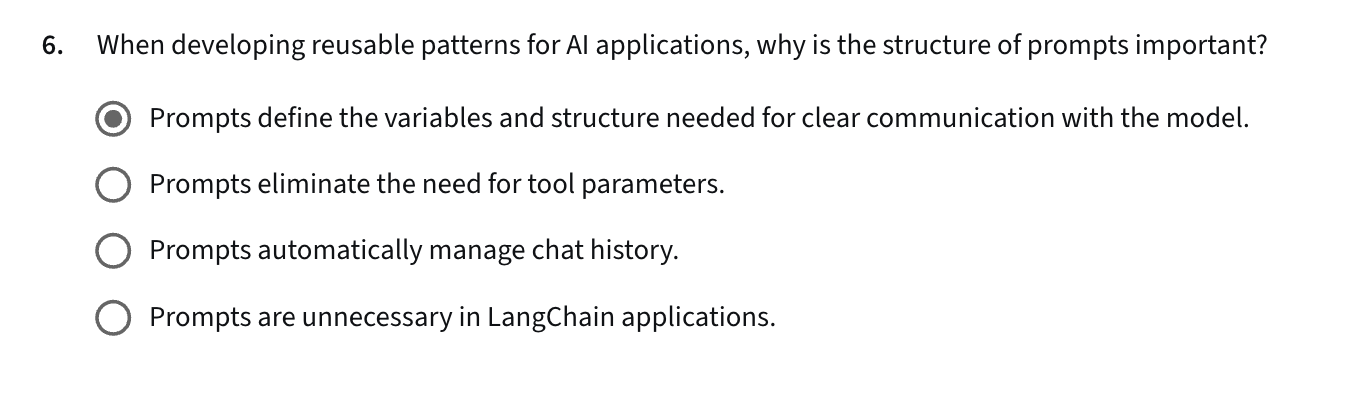 6. When developing reusable patterns for AI applications, why is the structure of prompts important?
Prompts define the variables and structure needed for clear communication with the model.
Prompts eliminate the need for tool parameters.
Prompts automatically manage chat history.
Prompts are unnecessary in LangChain applications.